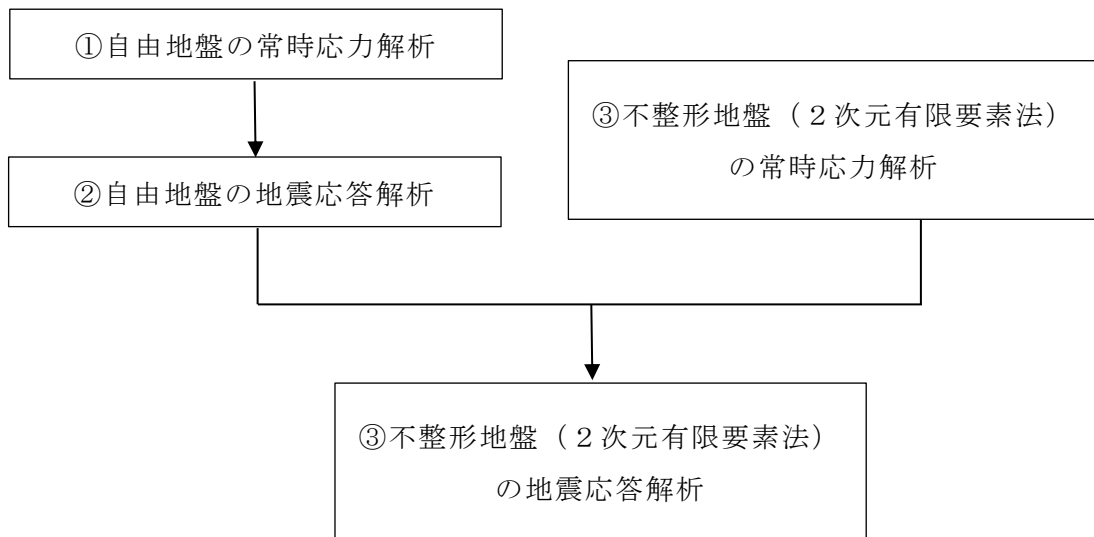 ①自由地盤の常時応力解析
②自由地盤の地震応答解析
③不整形地盤（２次元有限要素法）
の常時応力解析
③不整形地盤（２次元有限要素法）
の地震応答解析